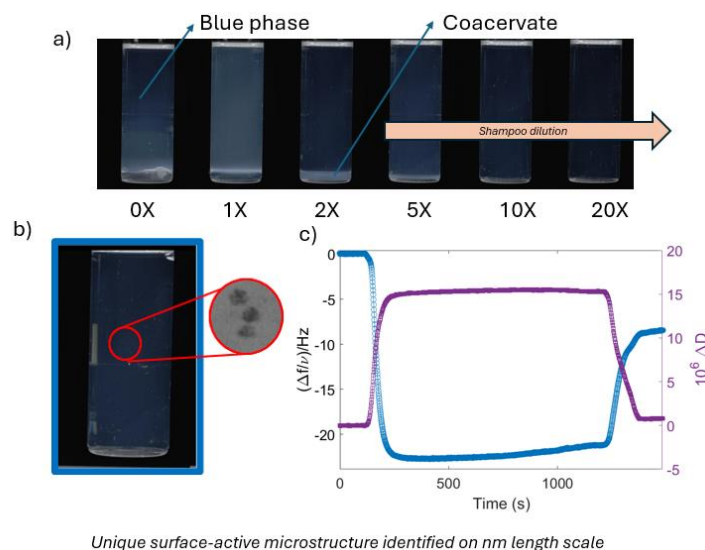 Blue phase
Coacervate
a)
Shampoo dilution
0X 1X 2X 5X 10X 20X
b)
c)
0
-5
-10
-15
-20
(Δf/ν)/Hz
20
15
10
5
0
-5
10⁶ ΔD
0 500 1000
Time (s)
Unique surface-active microstructure identified on nm length scale